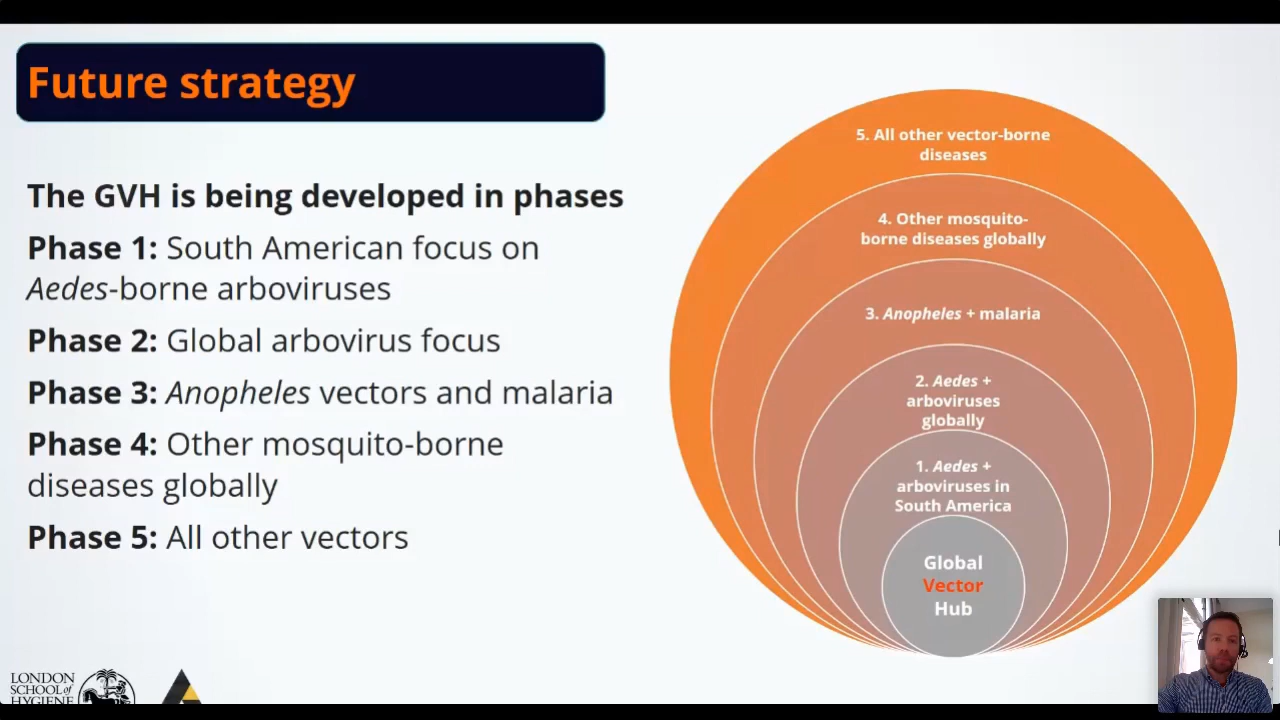 Future strategy
The GVH is being developed in phases
Phase 1: South American focus on
Aedes-borne arboviruses
Phase 2: Global arbovirus focus
Phase 3: Anopheles vectors and malaria
Phase 4: Other mosquito-borne
diseases globally
Phase 5: All other vectors
5. All other vector-borne
diseases
4. Other mosquito-
borne diseases globally
3. Anopheles + malaria
2. Aedes +
arboviruses
globally
1. Aedes +
arboviruses in
South America
Global
Vector
Hub
LONDON
SCHOOL of
HYGIENE